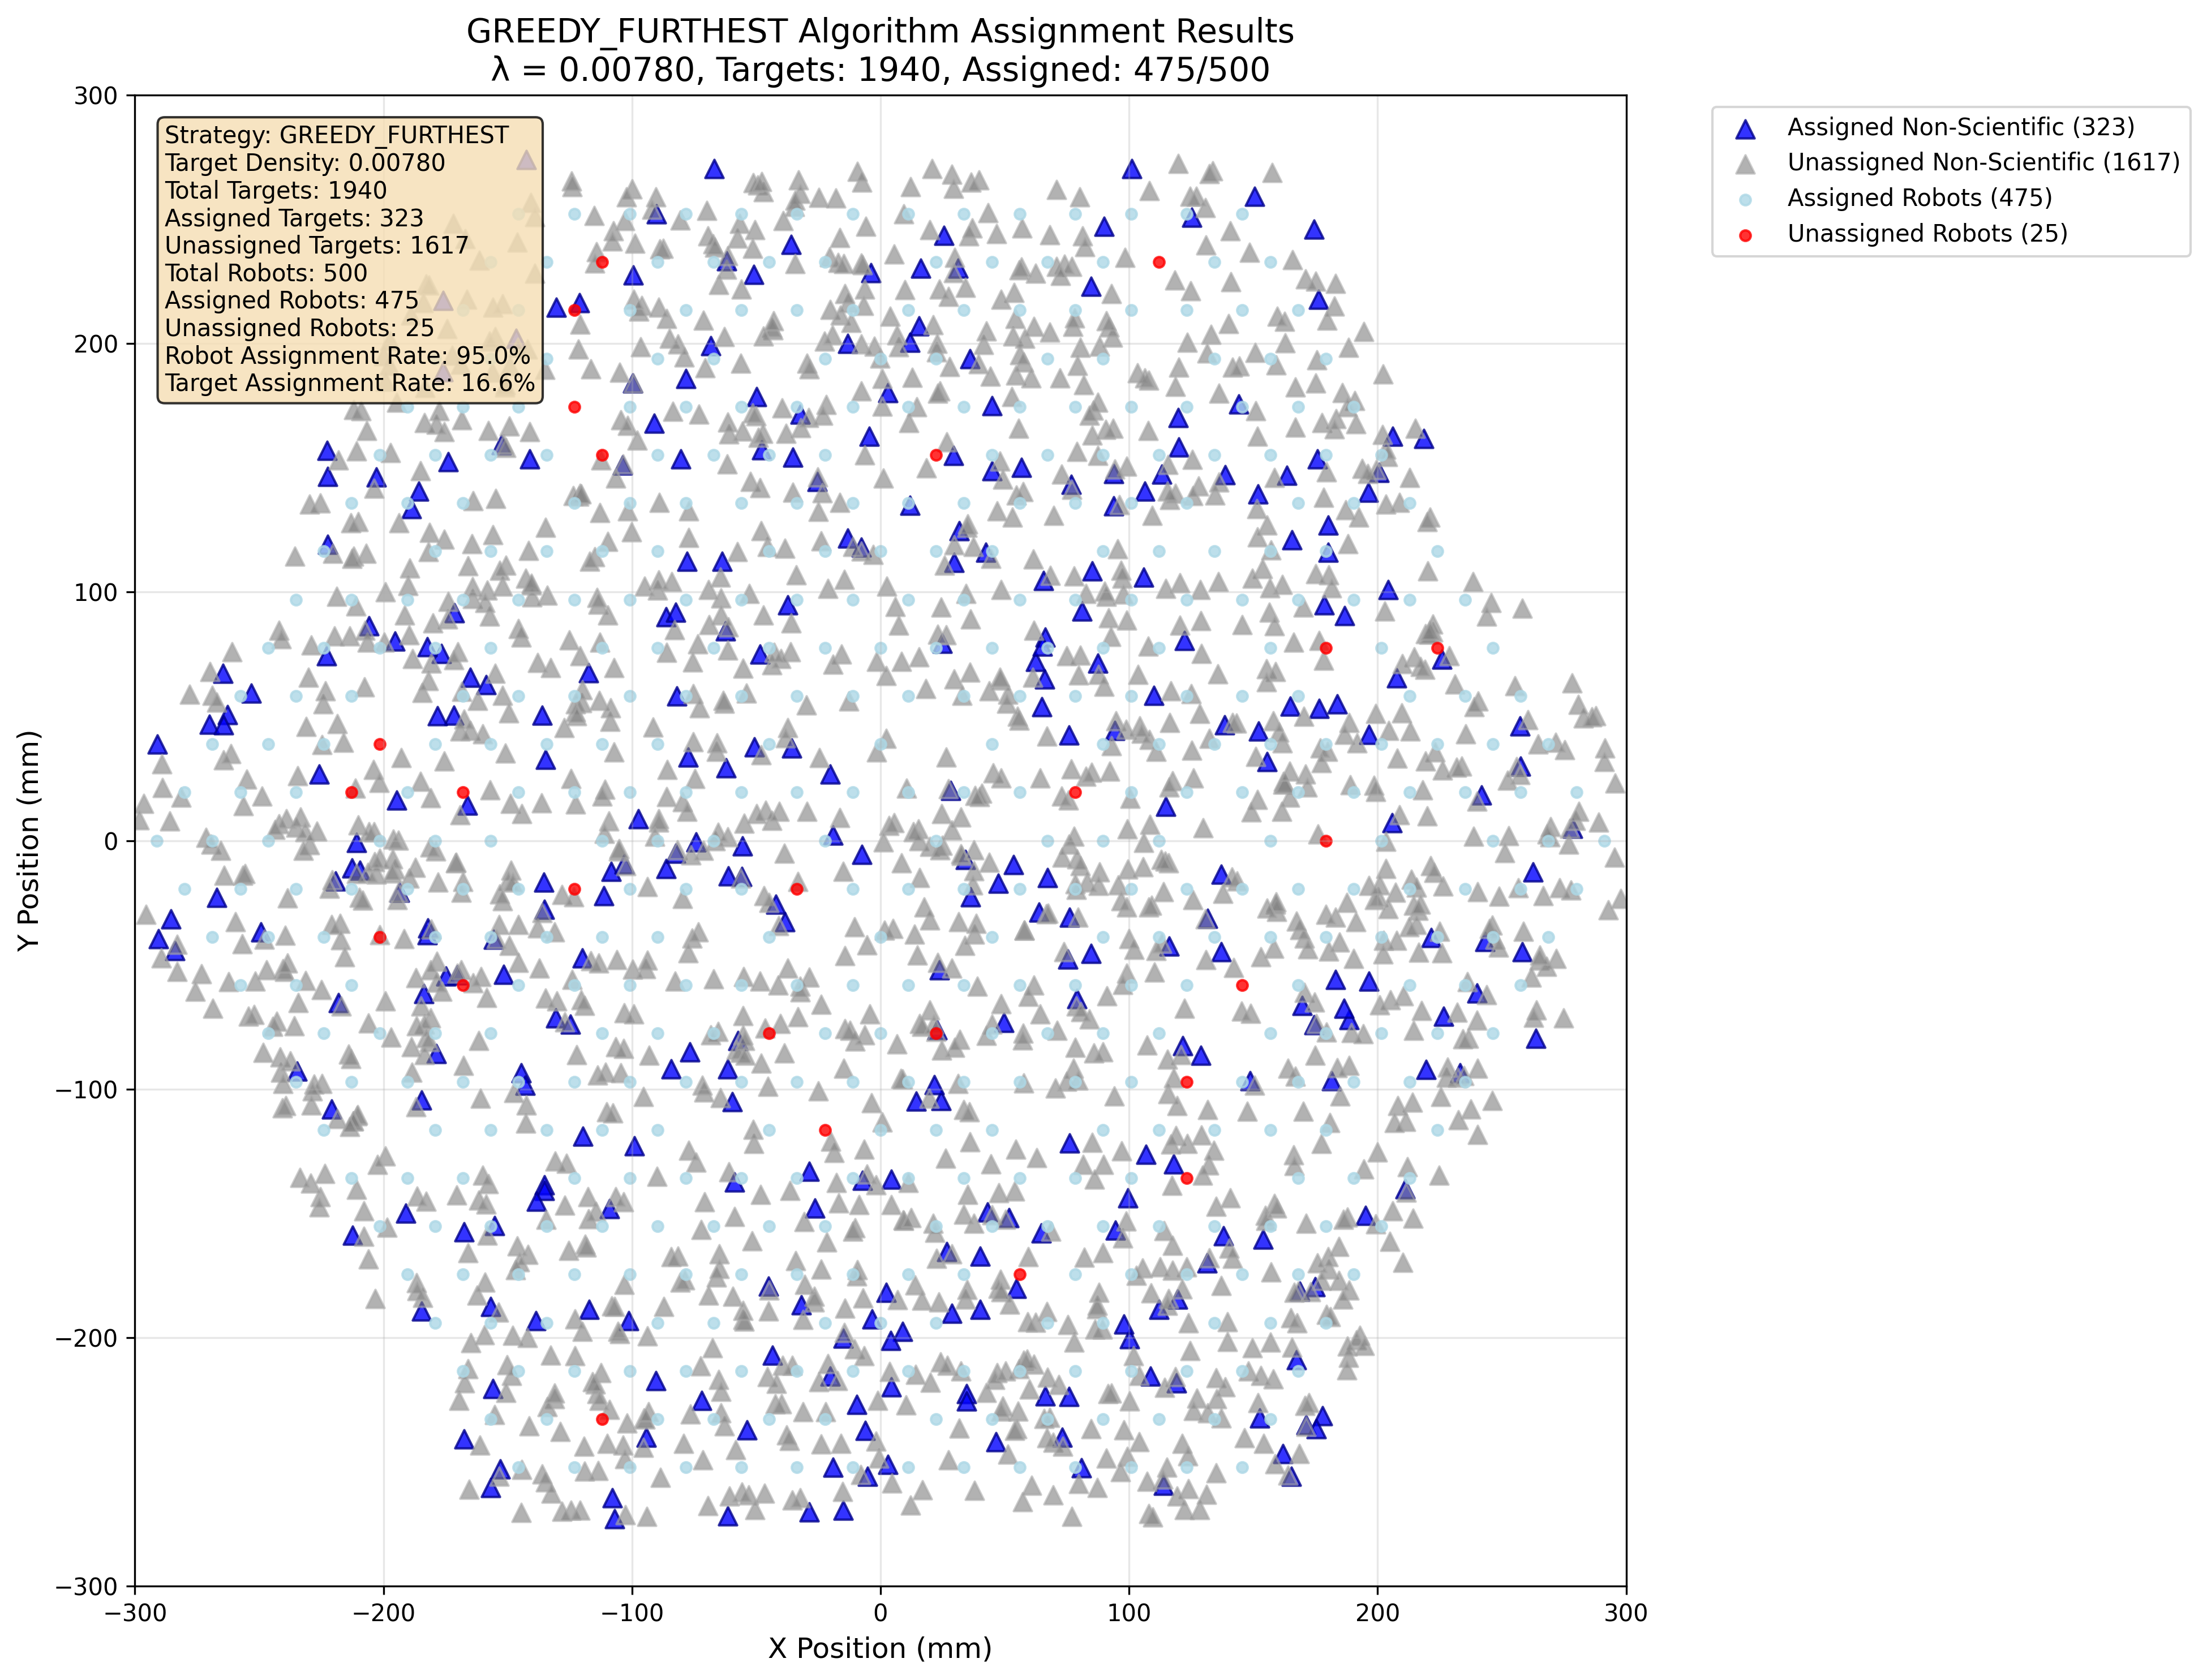 GREEDY_FURTHEST Algorithm Assignment Results
λ = 0.00780, Targets: 1940, Assigned: 475/500
Strategy: GREEDY_FURTHEST
Target Density: 0.00780
Total Targets: 1940
Assigned Targets: 323
Unassigned Targets: 1617
Total Robots: 500
Assigned Robots: 475
Unassigned Robots: 25
Robot Assignment Rate: 95.0%
Target Assignment Rate: 16.6%
Assigned Non-Scientific (323)
Unassigned Non-Scientific (1617)
Assigned Robots (475)
Unassigned Robots (25)
Y Position (mm)
300
200
100
0
−100
−200
−300
−300 −200 −100 0 100 200 300
X Position (mm)